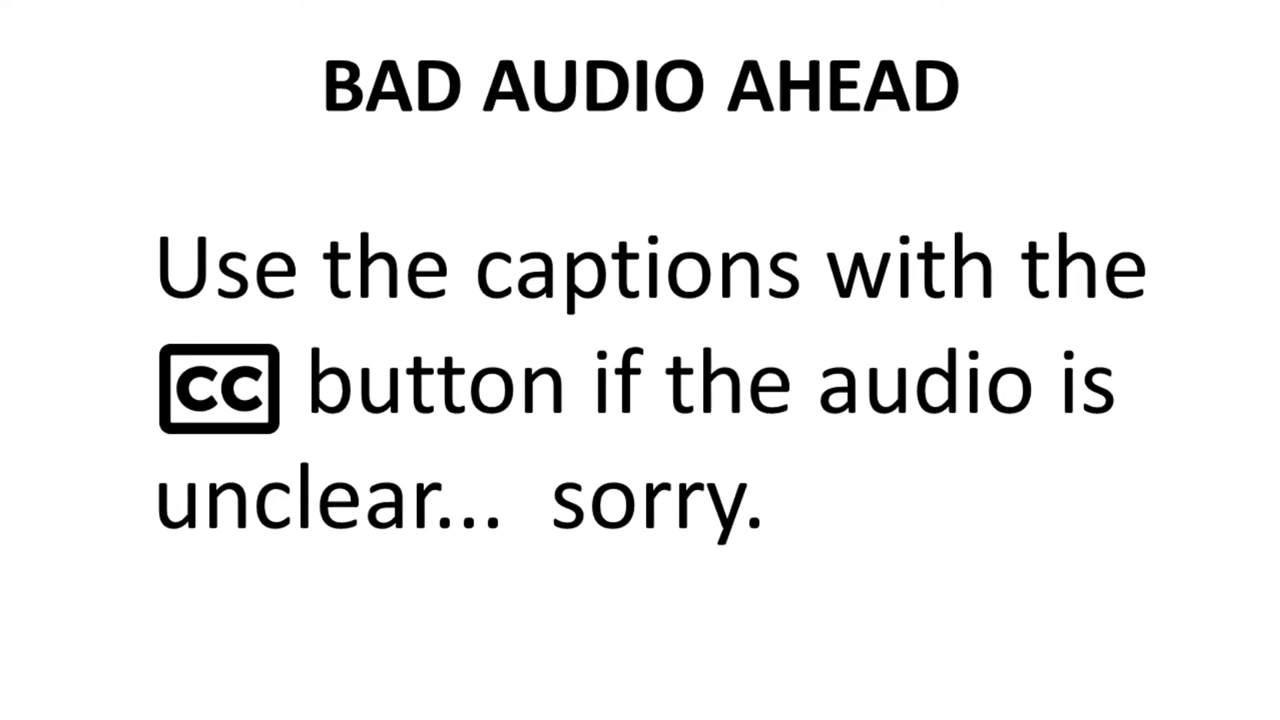 BAD AUDIO AHEAD
Use the captions with the
CC button if the audio is
unclear... sorry.